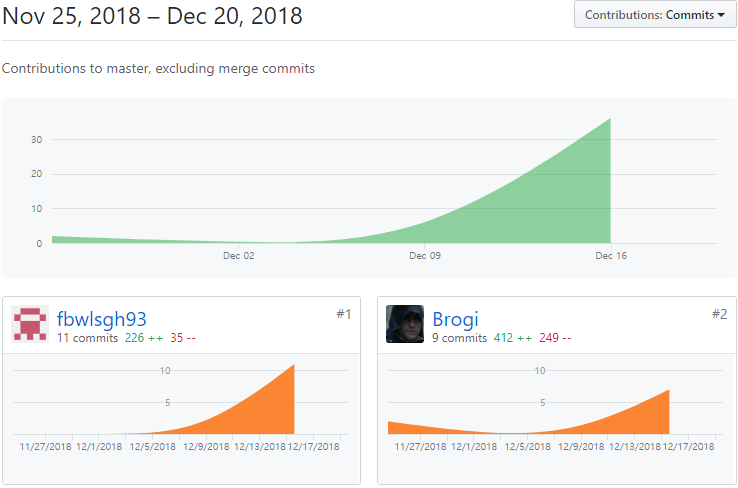 Nov 25, 2018 – Dec 20, 2018
Contributions: Commits
Contributions to master, excluding merge commits
30
20
10
0
Dec 02 Dec 09 Dec 16
fbwlsgh93 #1
11 commits 226 ++ 35 --
10
5
11/27/2018 12/1/2018 12/5/2018 12/9/2018 12/13/2018 12/17/2018
Brogi #2
9 commits 412 ++ 249 --
10
5
11/27/2018 12/1/2018 12/5/2018 12/9/2018 12/13/2018 12/17/2018